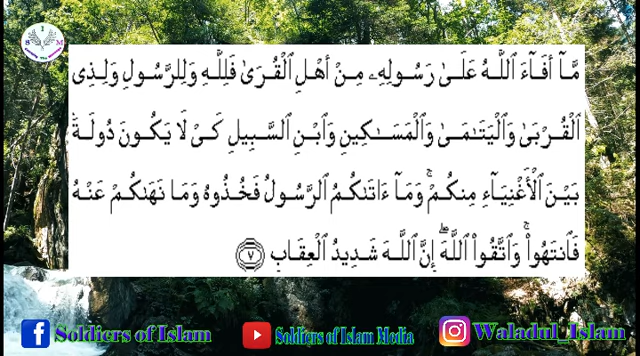 مَّآ أَفَآءَ ٱللَّهُ عَلَىٰ رَسُولِهِۦ مِنْ أَهْلِ ٱلْقُرَىٰ فَلِلَّهِ وَلِلرَّسُولِ وَلِذِى
ٱلْقُرْبَىٰ وَٱلْيَتَـٰمَىٰ وَٱلْمَسَـٰكِينِ وَٱبْنِ ٱلسَّبِيلِ كَىْ لَا يَكُونَ دُولَةًۢ
بَيْنَ ٱلْأَغْنِيَآءِ مِنكُمْ ۚ وَمَآ ءَاتَىٰكُمُ ٱلرَّسُولُ فَخُذُوهُ وَمَا نَهَىٰكُمْ عَنْهُ
فَٱنتَهُوا۟ ۚ وَٱتَّقُوا۟ ٱللَّهَ ۖ إِنَّ ٱللَّهَ شَدِيدُ ٱلْعِقَابِ ٧
Soldiers of Islam
Soldiers of Islam Media
Waladul_Islam